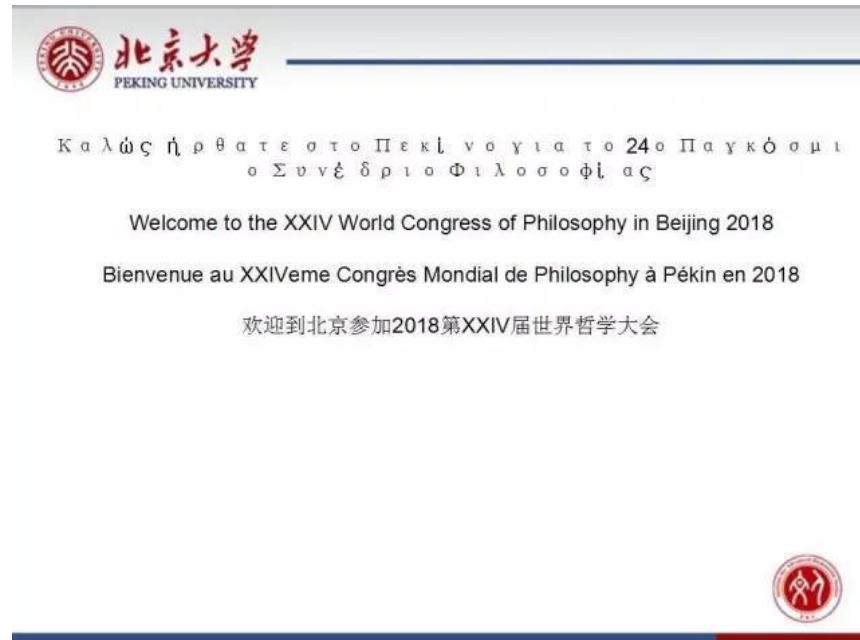 北京大学
PEKING UNIVERSITY
Καλώς ήρθατε στο Πεκίνο για το 24ο Παγκόσμι
ο Συνέδριο Φιλοσοφίας
Welcome to the XXIV World Congress of Philosophy in Beijing 2018
Bienvenue au XXIVeme Congrès Mondial de Philosophy à Pékin en 2018
欢迎到北京参加2018第XXIV届世界哲学大会